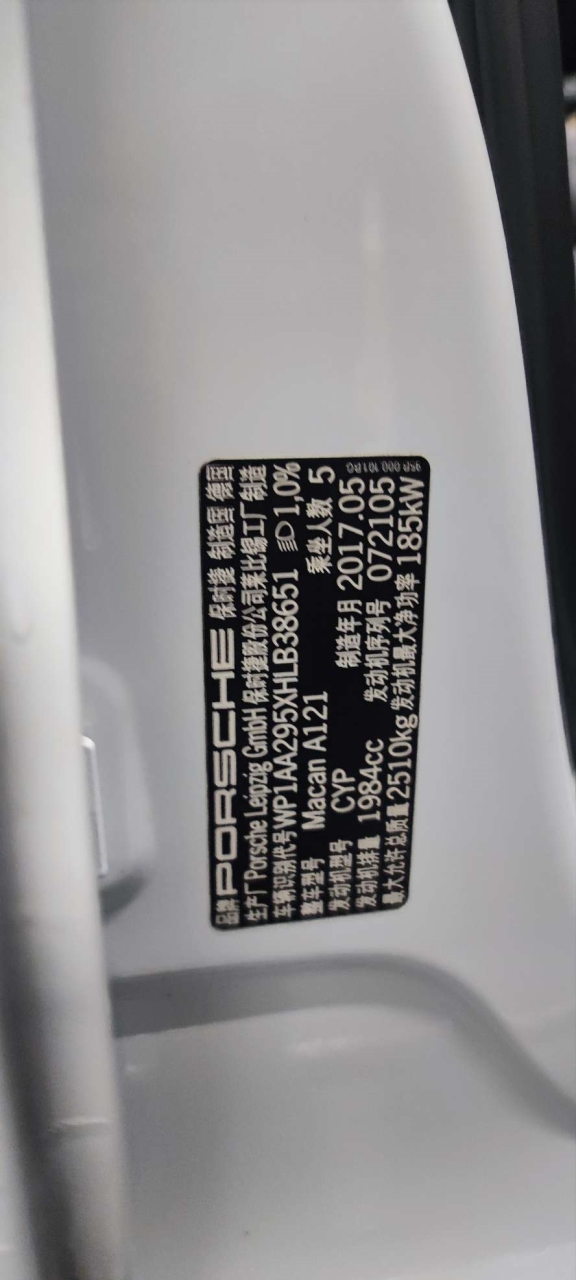 品牌 PORSCHE 保时捷 制造国 德国
生产厂 Porsche Leipzig GmbH 保时捷股份公司莱比锡工厂制造
车辆识别代号 WP1AA295XHLB38651 1,0%
整车型号 Macan A121 乘坐人数 5
发动机型号 CYP 制造年月 2017.05
发动机排量 1984cc 发动机序列号 072105
最大允许总质量 2510kg 发动机最大净功率 185kW
95P 000 101 PG